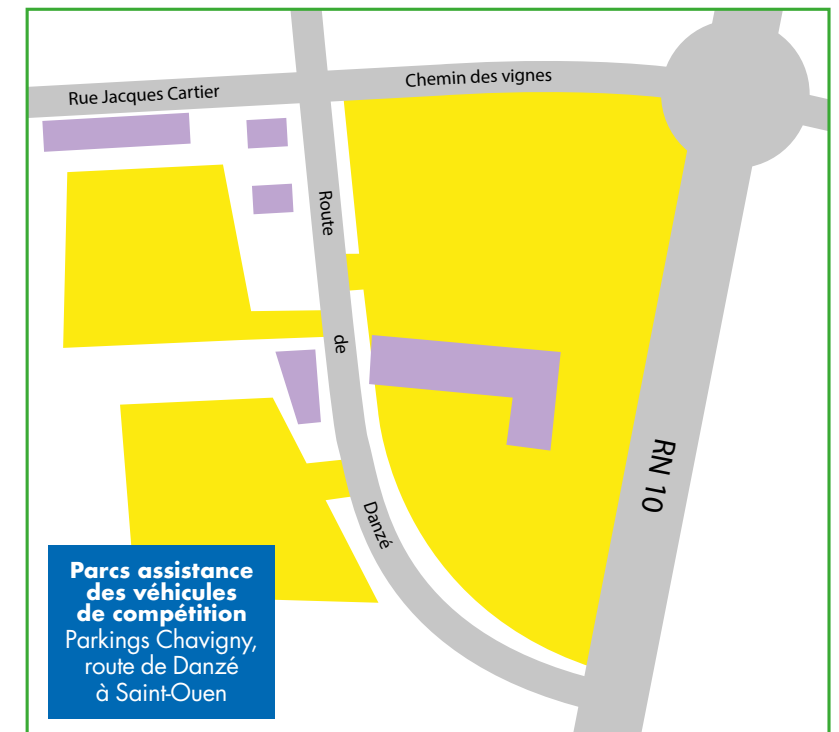 Rue Jacques Cartier
Chemin des vignes
Route
de
Danzé
RN 10
Parcs assistance
des véhicules
de compétition
Parkings Chavigny,
route de Danzé
à Saint-Ouen